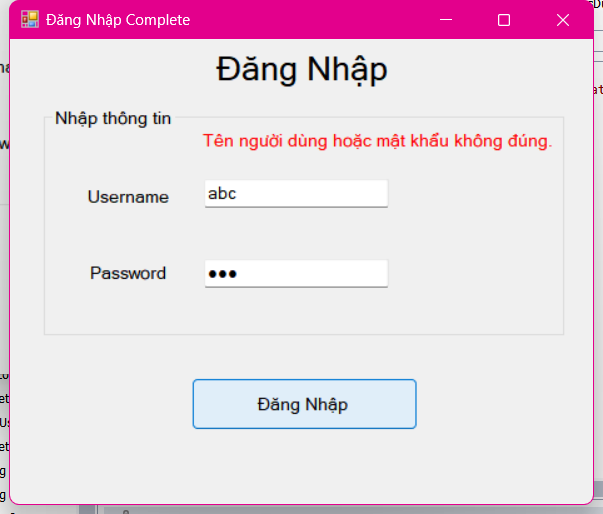 Đăng Nhập Complete
Đăng Nhập
Nhập thông tin
Tên người dùng hoặc mật khẩu không đúng.
Username
abc
Password
●●●
Đăng Nhập